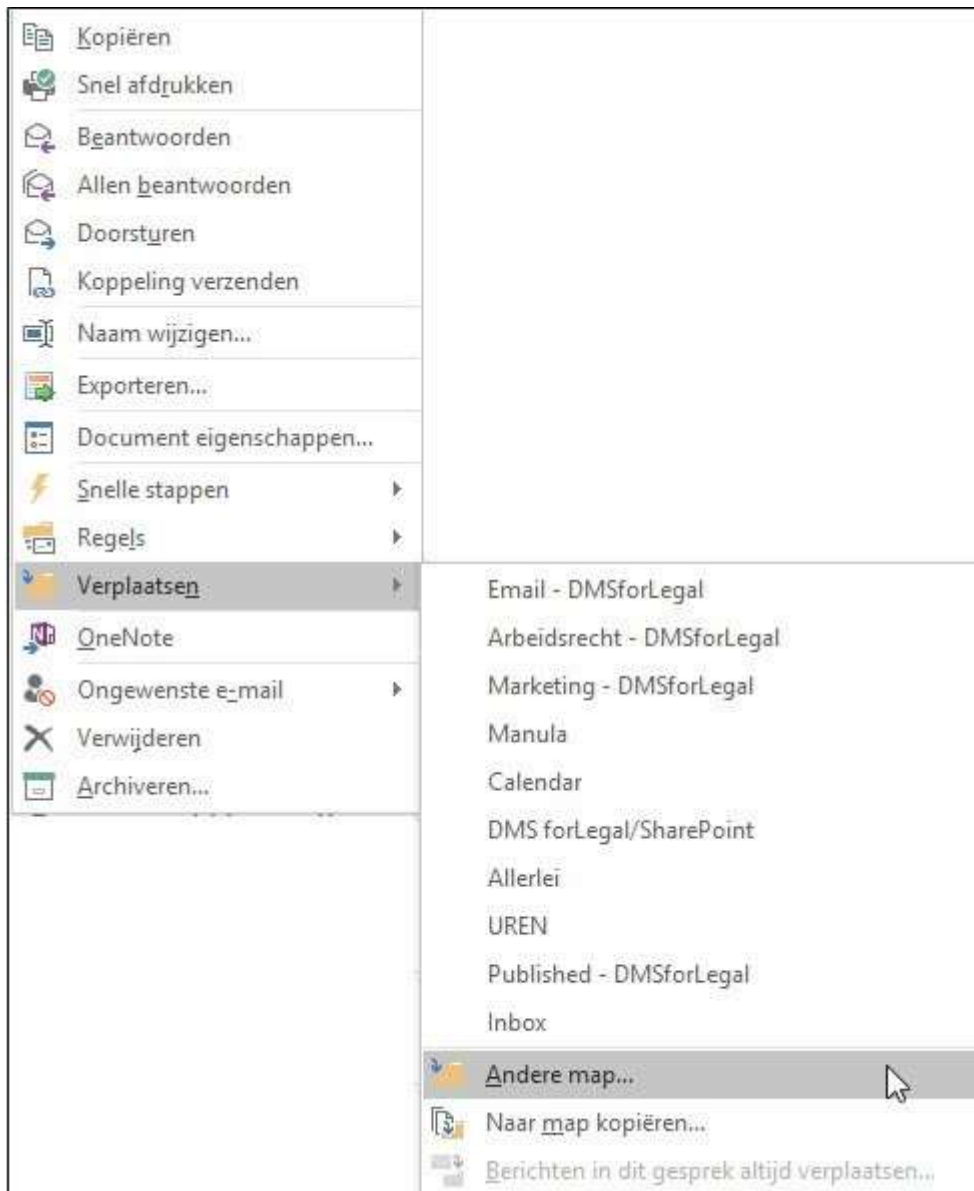 Kopiëren
Snel afdrukken
Beantwoorden
Allen beantwoorden
Doorsturen
Koppeling verzenden
Naam wijzigen...
Exporteren...
Document eigenschappen...
Snelle stappen
Regels
Verplaatsen
OneNote
Ongewenste e-mail
Verwijderen
Archiveren...
Email - DMSforLegal
Arbeidsrecht - DMSforLegal
Marketing - DMSforLegal
Manula
Calendar
DMS forLegal/SharePoint
Allerlei
UREN
Published - DMSforLegal
Inbox
Andere map...
Naar map kopiëren...
Berichten in dit gesprek altijd verplaatsen...